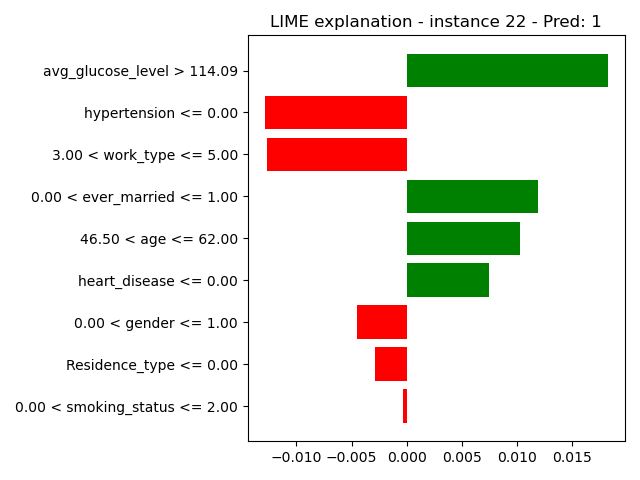 LIME explanation - instance 22 - Pred: 1
avg_glucose_level > 114.09
hypertension <= 0.00
3.00 < work_type <= 5.00
0.00 < ever_married <= 1.00
46.50 < age <= 62.00
heart_disease <= 0.00
0.00 < gender <= 1.00
Residence_type <= 0.00
0.00 < smoking_status <= 2.00
−0.010 −0.005 0.000 0.005 0.010 0.015